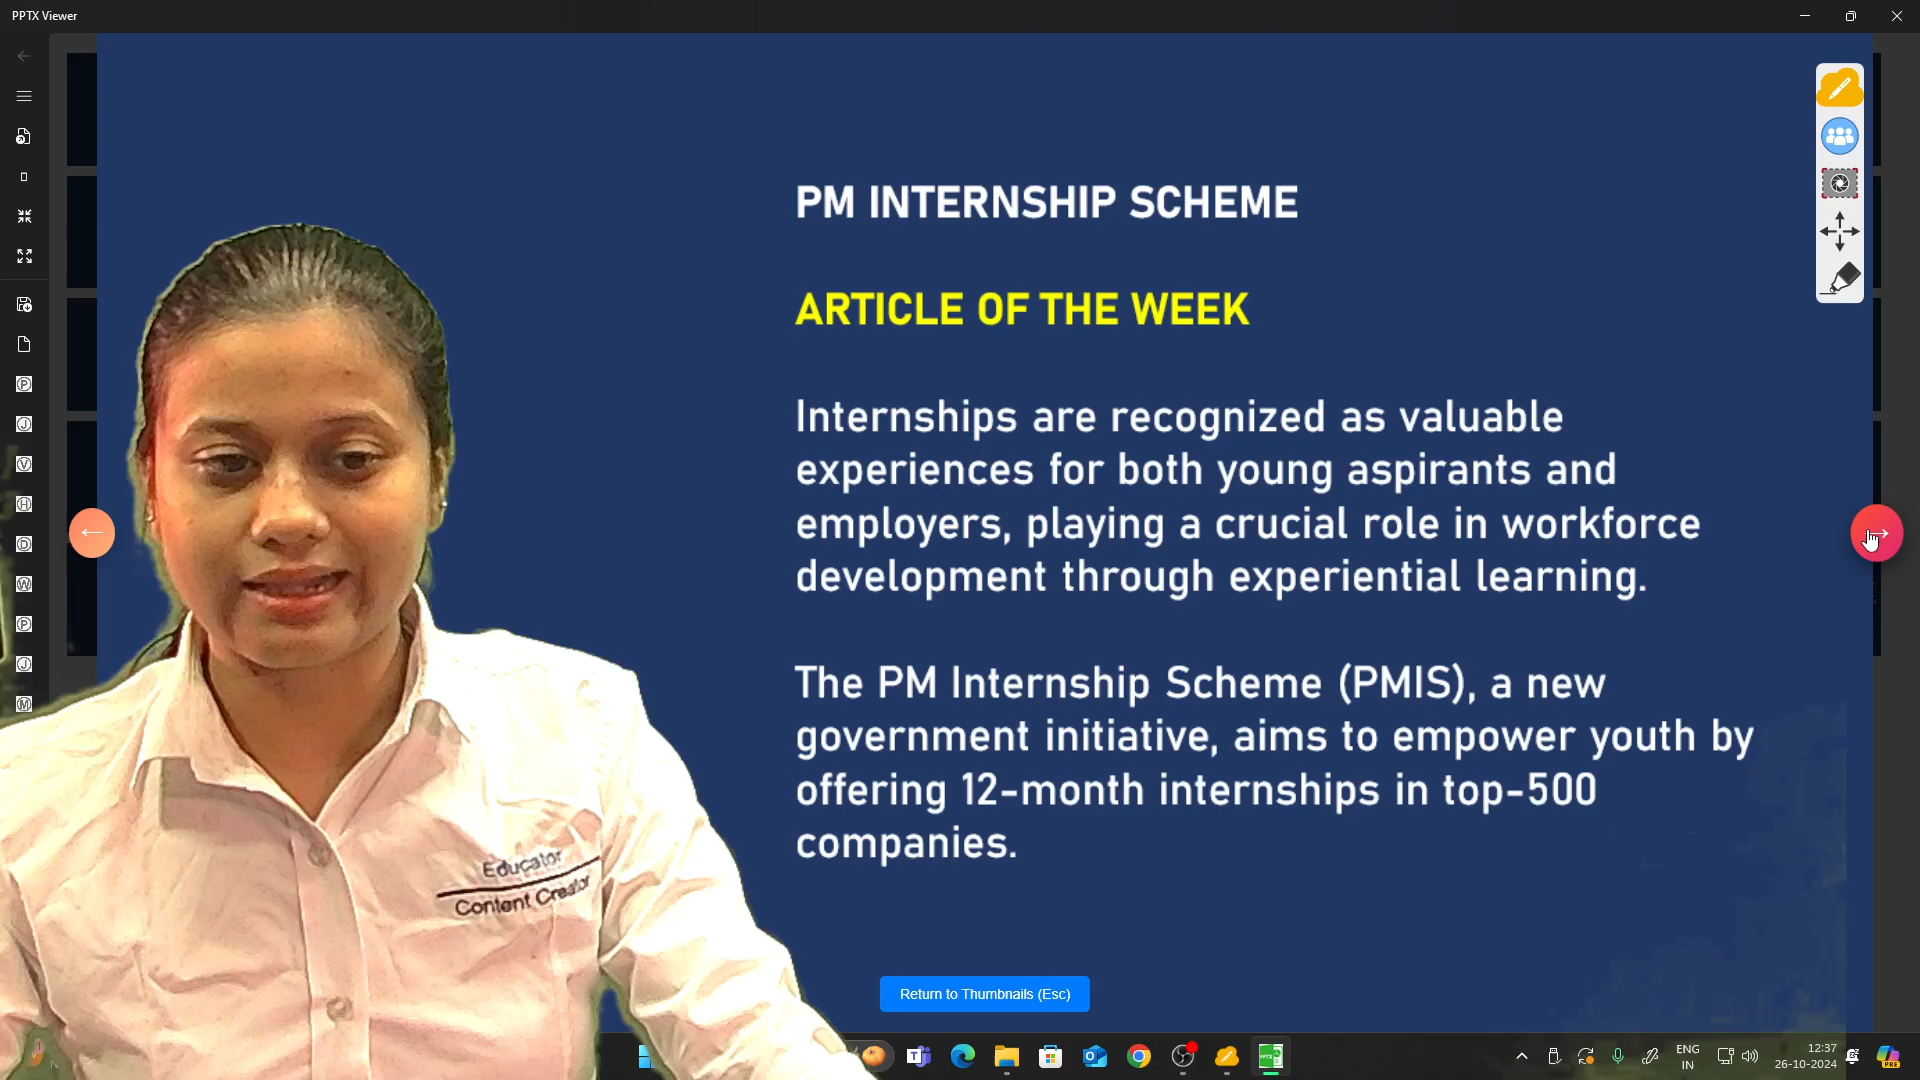 PPTX Viewer
PM INTERNSHIP SCHEME
ARTICLE OF THE WEEK
Internships are recognized as valuable
experiences for both young aspirants and
employers, playing a crucial role in workforce
development through experiential learning.
The PM Internship Scheme (PMIS), a new
government initiative, aims to empower youth by
offering 12-month internships in top-500
companies.
Educator
Content Creator
Return to Thumbnails (Esc)
P
J
V
H
D
W
P
J
M
ENG
IN
12:37
26-10-2024